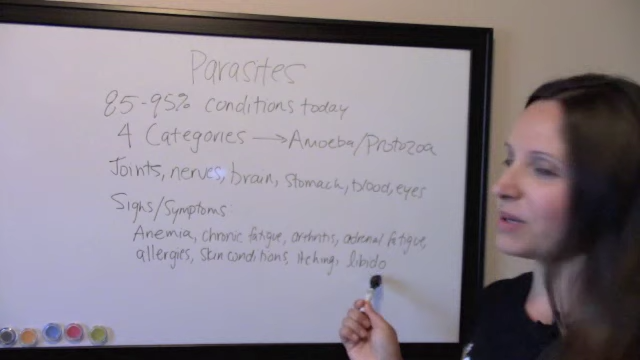 Parasites
85-95% conditions today
4 Categories → Amoeba/Protozoa
Joints, nerves, brain, stomach, blood, eyes
Signs/Symptoms:
Anemia, chronic fatigue, arthritis, adrenal fatigue,
allergies, skin conditions, itching, libido